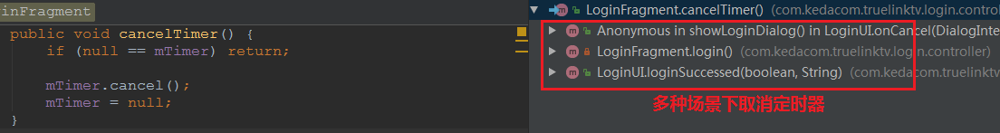 inFragment
public void cancelTimer() {
if (null == mTimer) return;
mTimer.cancel();
mTimer = null;
}
LoginFragment.cancelTimer() (com.kedacom.truelinktv.login.control
Anonymous in showLoginDialog() in LoginUI.onCancel(DialogInte
LoginFragment.login() (com.kedacom.truelinktv.login.controller)
LoginUI.loginSuccessed(boolean, String) (com.kedacom.truelinktv
多种场景下取消定时器